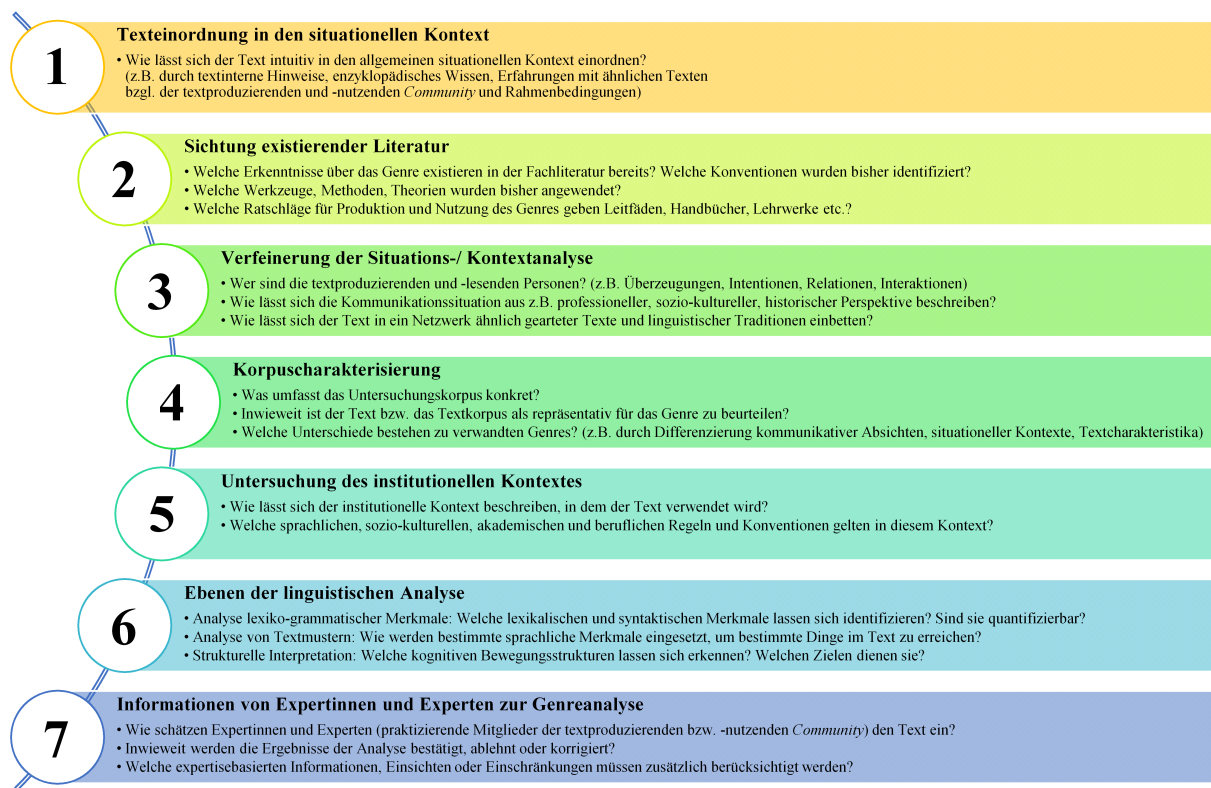 1
Texteinordnung in den situationellen Kontext
• Wie lässt sich der Text intuitiv in den allgemeinen situationellen Kontext einordnen?
(z.B. durch textinterne Hinweise, enzyklopädisches Wissen, Erfahrungen mit ähnlichen Texten
bzgl. der textproduzierenden und -nutzenden Community und Rahmenbedingungen)
2
Sichtung existierender Literatur
• Welche Erkenntnisse über das Genre existieren in der Fachliteratur bereits? Welche Konventionen wurden bisher identifiziert?
• Welche Werkzeuge, Methoden, Theorien wurden bisher angewendet?
• Welche Ratschläge für Produktion und Nutzung des Genres geben Leitfäden, Handbücher, Lehrwerke etc.?
3
Verfeinerung der Situations-/ Kontextanalyse
• Wer sind die textproduzierenden und -lesenden Personen? (z.B. Überzeugungen, Intentionen, Relationen, Interaktionen)
• Wie lässt sich die Kommunikationssituation aus z.B. professioneller, sozio-kultureller, historischer Perspektive beschreiben?
• Wie lässt sich der Text in ein Netzwerk ähnlich gearteter Texte und linguistischer Traditionen einbetten?
4
Korpuscharakterisierung
• Was umfasst das Untersuchungskorpus konkret?
• Inwieweit ist der Text bzw. das Textkorpus als repräsentativ für das Genre zu beurteilen?
• Welche Unterschiede bestehen zu verwandten Genres? (z.B. durch Differenzierung kommunikativer Absichten, situationeller Kontexte, Textcharakteristika)
5
Untersuchung des institutionellen Kontextes
• Wie lässt sich der institutionelle Kontext beschreiben, in dem der Text verwendet wird?
• Welche sprachlichen, sozio-kulturellen, akademischen und beruflichen Regeln und Konventionen gelten in diesem Kontext?
6
Ebenen der linguistischen Analyse
• Analyse lexiko-grammatischer Merkmale: Welche lexikalischen und syntaktischen Merkmale lassen sich identifizieren? Sind sie quantifizierbar?
• Analyse von Textmustern: Wie werden bestimmte sprachliche Merkmale eingesetzt, um bestimmte Dinge im Text zu erreichen?
• Strukturelle Interpretation: Welche kognitiven Bewegungsstrukturen lassen sich erkennen? Welchen Zielen dienen sie?
7
Informationen von Expertinnen und Experten zur Genreanalyse
• Wie schätzen Expertinnen und Experten (praktizierende Mitglieder der textproduzierenden bzw. -nutzenden Community) den Text ein?
• Inwieweit werden die Ergebnisse der Analyse bestätigt, ablehnt oder korrigiert?
• Welche expertisebasierten Informationen, Einsichten oder Einschränkungen müssen zusätzlich berücksichtigt werden?